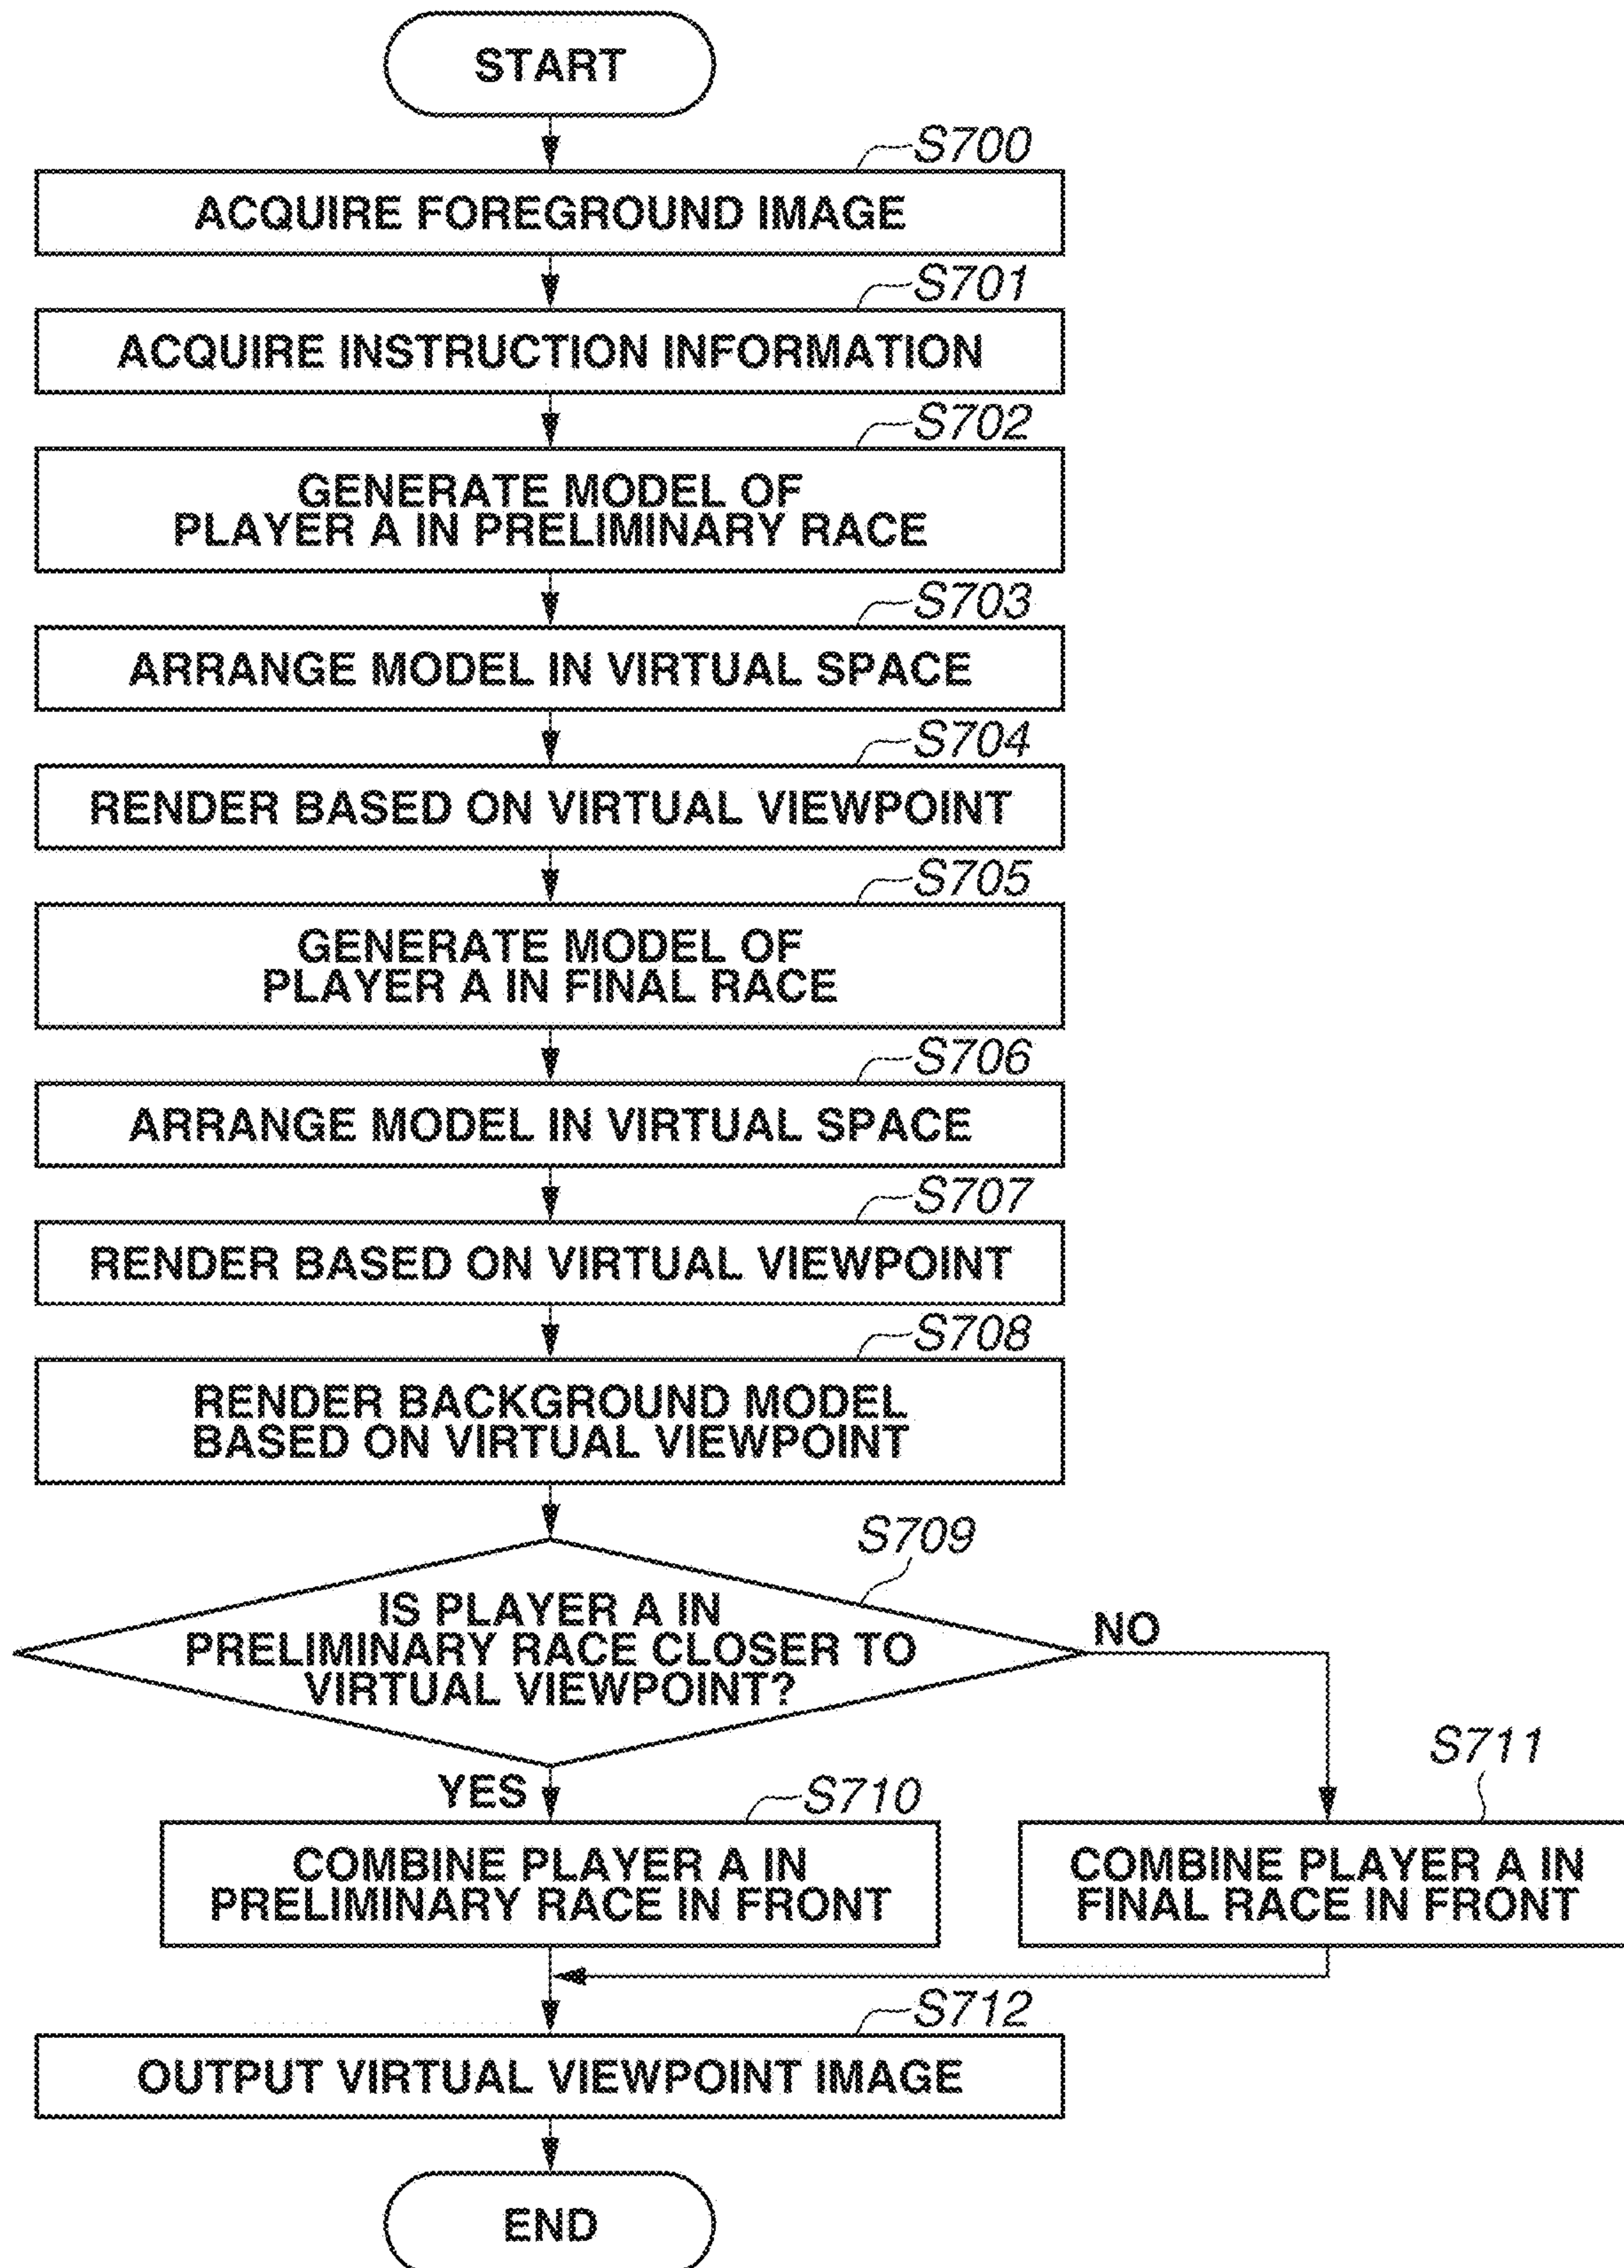 START
S700
ACQUIRE FOREGROUND IMAGE
S701
ACQUIRE INSTRUCTION INFORMATION
S702
GENERATE MODEL OF
PLAYER A IN PRELIMINARY RACE
S703
ARRANGE MODEL IN VIRTUAL SPACE
S704
RENDER BASED ON VIRTUAL VIEWPOINT
S705
GENERATE MODEL OF
PLAYER A IN FINAL RACE
S706
ARRANGE MODEL IN VIRTUAL SPACE
S707
RENDER BASED ON VIRTUAL VIEWPOINT
S708
RENDER BACKGROUND MODEL
BASED ON VIRTUAL VIEWPOINT
S709
IS PLAYER A IN
PRELIMINARY RACE CLOSER TO
VIRTUAL VIEWPOINT?
NO
YES
S710
COMBINE PLAYER A IN
PRELIMINARY RACE IN FRONT
S711
COMBINE PLAYER A IN
FINAL RACE IN FRONT
S712
OUTPUT VIRTUAL VIEWPOINT IMAGE
END